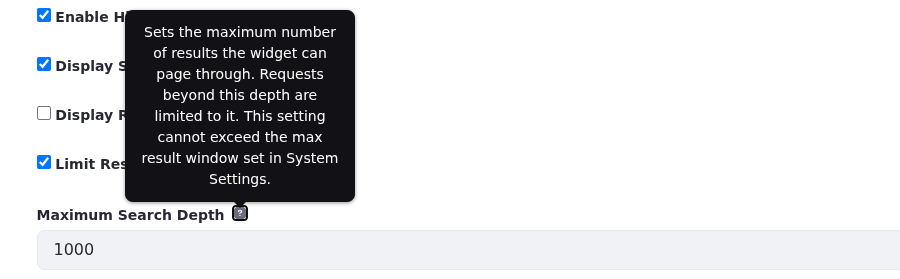 Enable H
Sets the maximum number
of results the widget can
page through. Requests
beyond this depth are
limited to it. This setting
cannot exceed the max
result window set in System
Settings.
Display S
Display R
Limit Res
Maximum Search Depth ?
1000